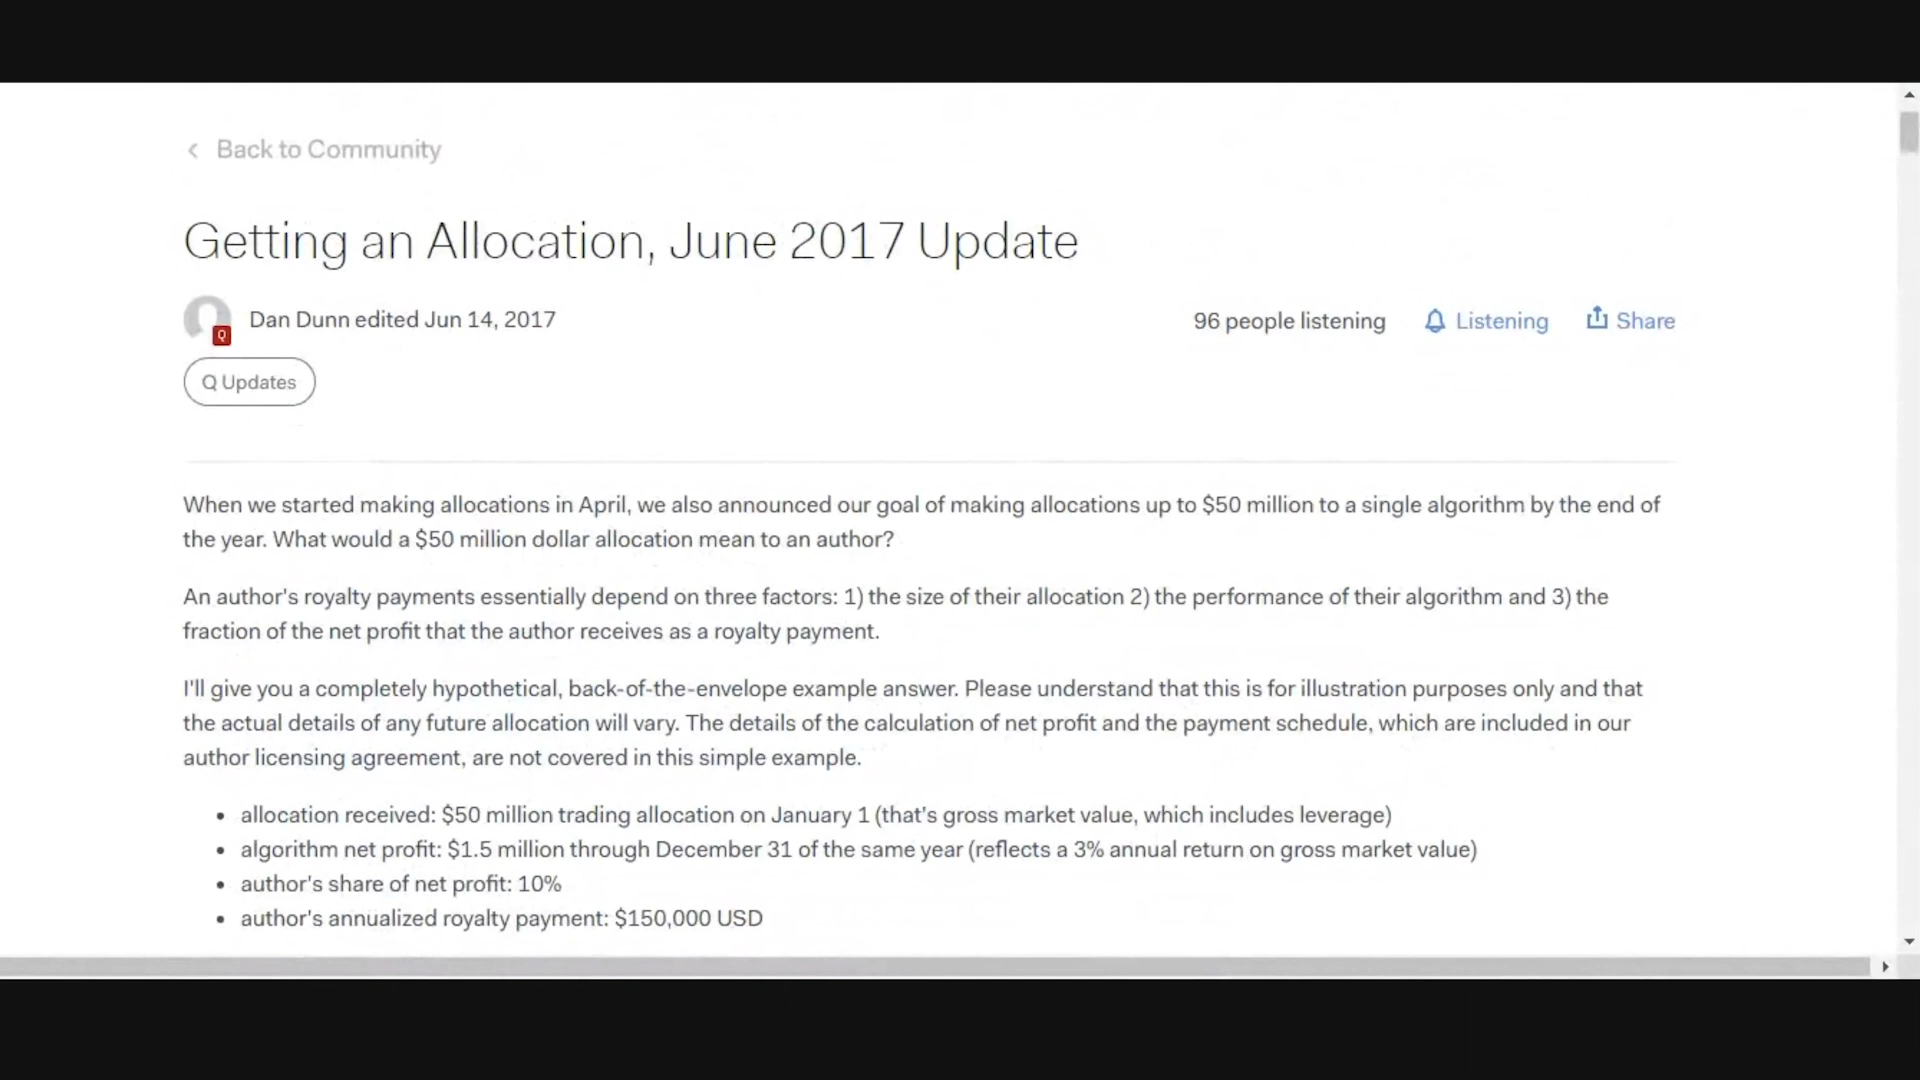 Back to Community
Getting an Allocation, June 2017 Update
Dan Dunn edited Jun 14, 2017
96 people listening
Listening
Share
Q
Q Updates
When we started making allocations in April, we also announced our goal of making allocations up to $50 million to a single algorithm by the end of
the year. What would a $50 million dollar allocation mean to an author?
An author's royalty payments essentially depend on three factors: 1) the size of their allocation 2) the performance of their algorithm and 3) the
fraction of the net profit that the author receives as a royalty payment.
I'll give you a completely hypothetical, back-of-the-envelope example answer. Please understand that this is for illustration purposes only and that
the actual details of any future allocation will vary. The details of the calculation of net profit and the payment schedule, which are included in our
author licensing agreement, are not covered in this simple example.
• allocation received: $50 million trading allocation on January 1 (that's gross market value, which includes leverage)
• algorithm net profit: $1.5 million through December 31 of the same year (reflects a 3% annual return on gross market value)
• author's share of net profit: 10%
• author's annualized royalty payment: $150,000 USD